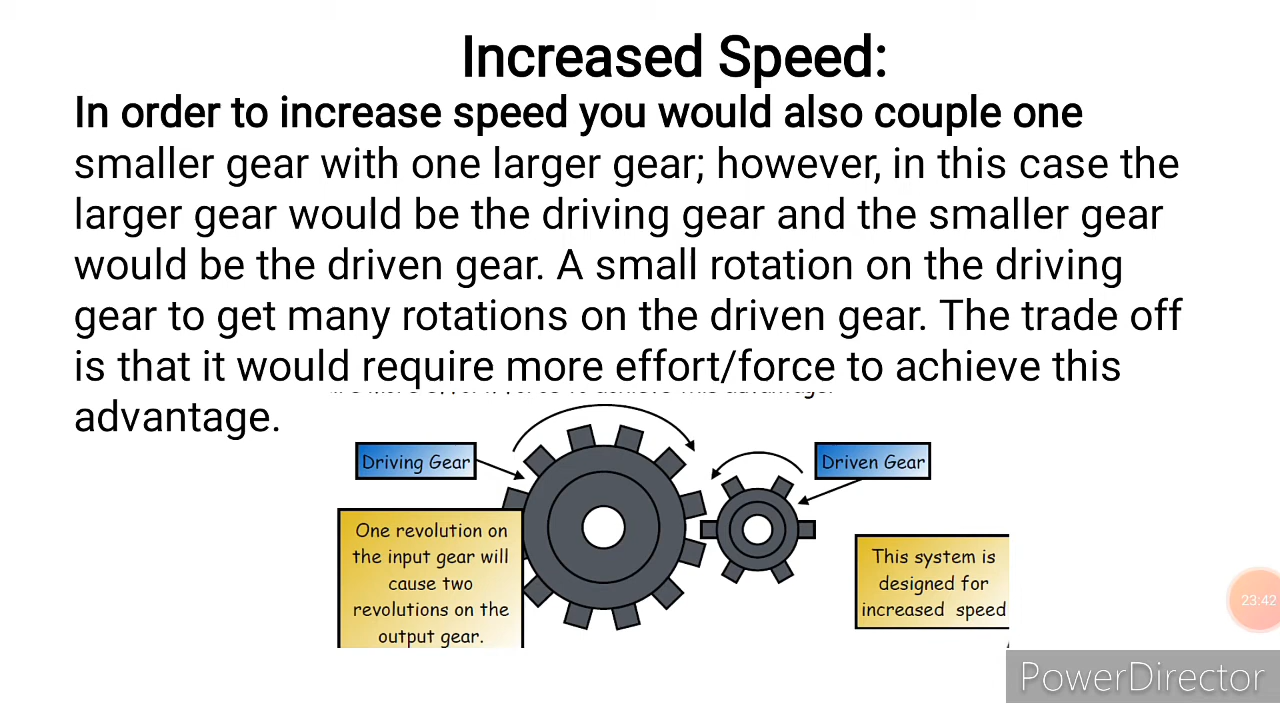 Increased Speed:
In order to increase speed you would also couple one
smaller gear with one larger gear; however, in this case the
larger gear would be the driving gear and the smaller gear
would be the driven gear. A small rotation on the driving
gear to get many rotations on the driven gear. The trade off
is that it would require more effort/force to achieve this
advantage.
Driving Gear
Driven Gear
One revolution on
the input gear will
cause two
revolutions on the
output gear.
This system is
designed for
increased speed
23:42
PowerDirector